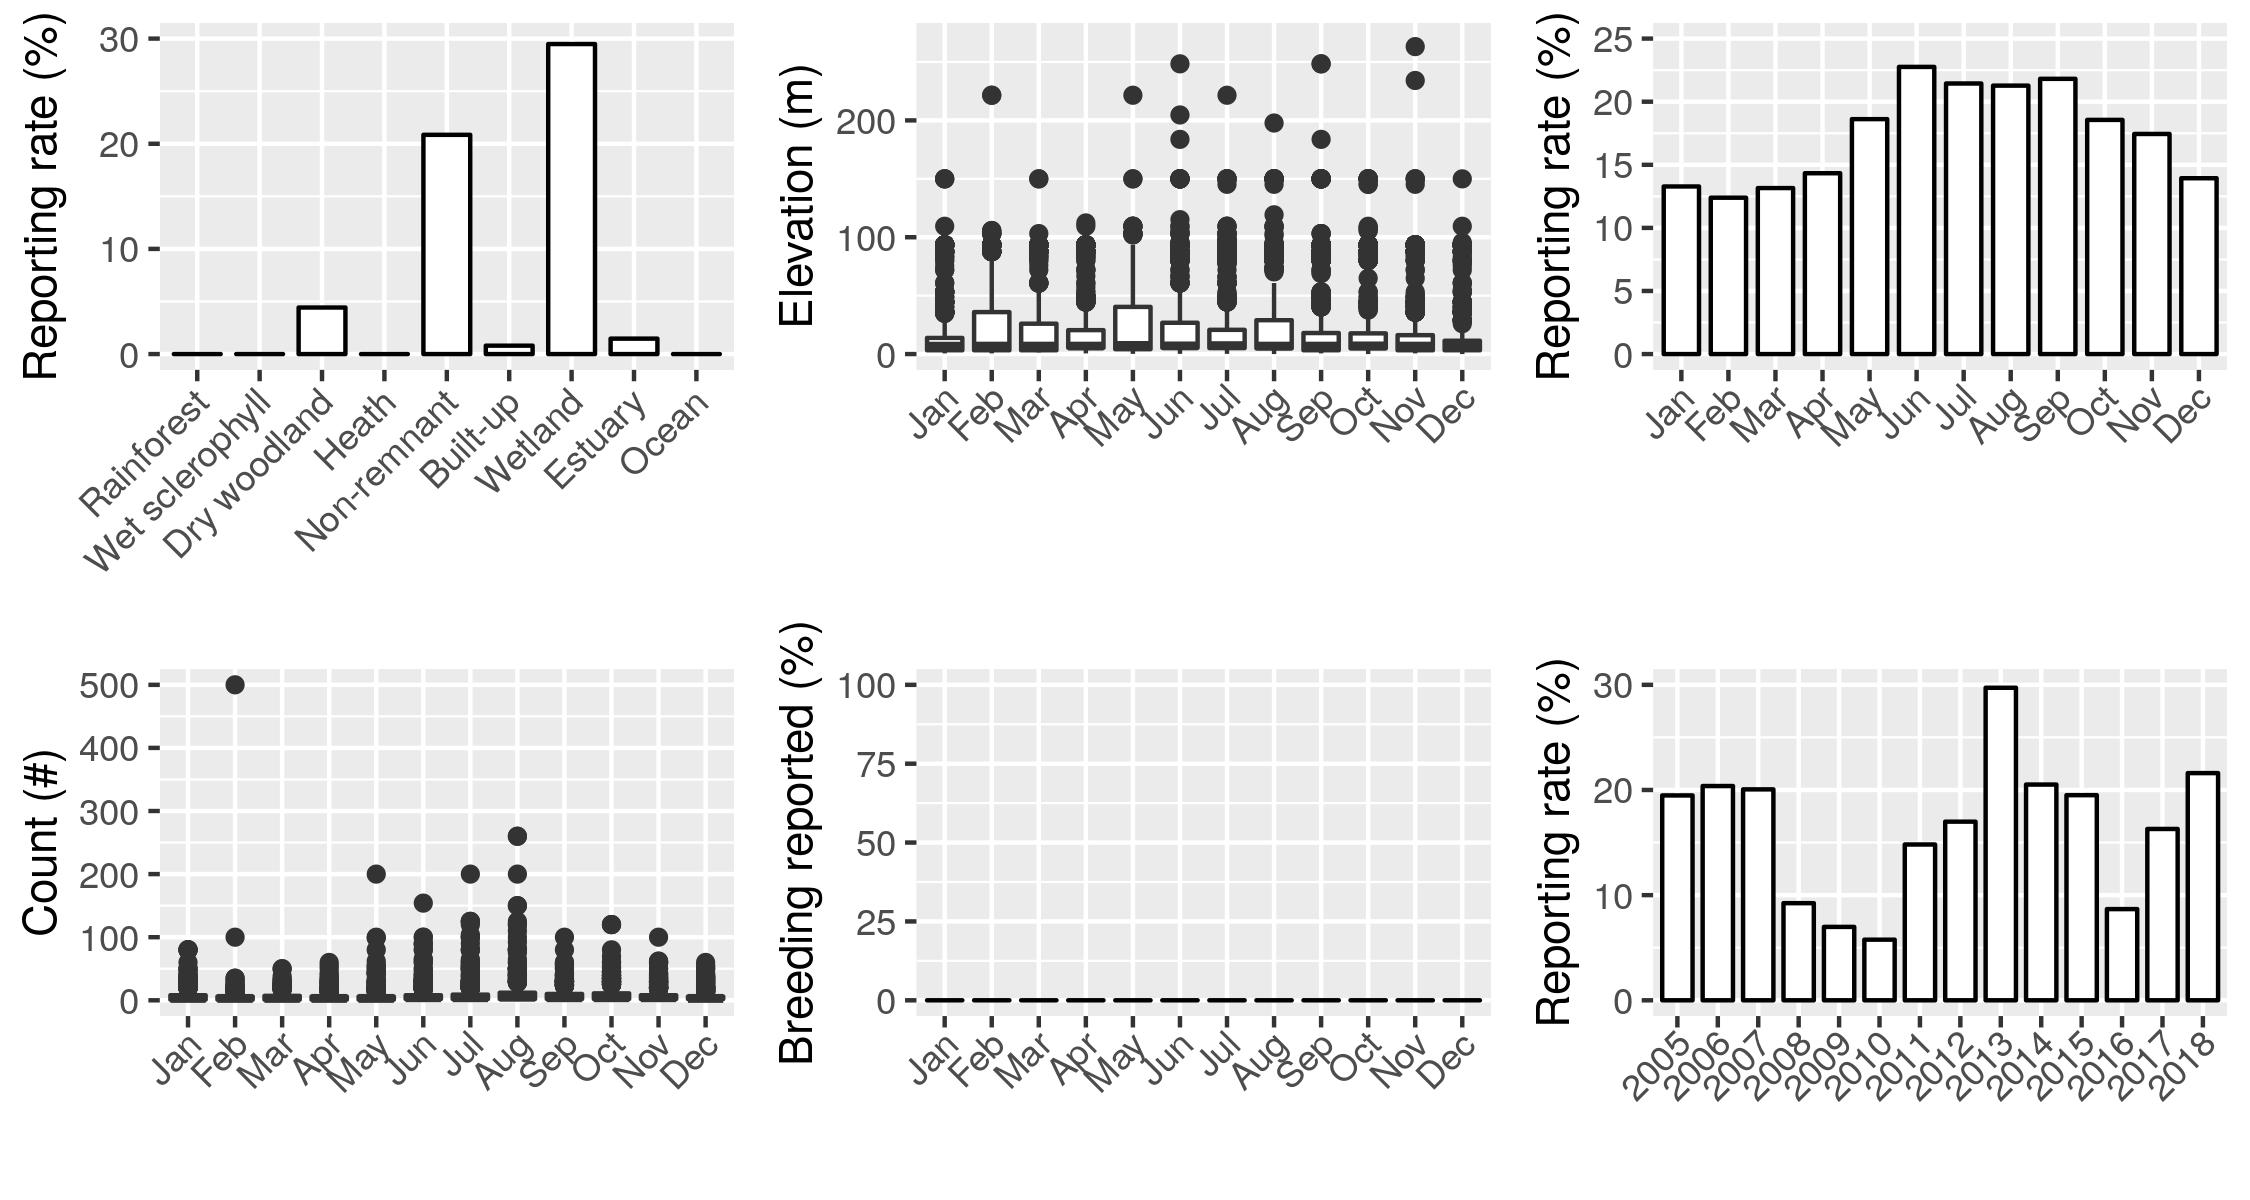 Reporting rate (%)
30
20
10
0
Rainforest
Wet sclerophyll
Dry woodland
Heath
Non-remnant
Built-up
Wetland
Estuary
Ocean
Elevation (m)
200
100
0
Jan
Feb
Mar
Apr
May
Jun
Jul
Aug
Sep
Oct
Nov
Dec
Reporting rate (%)
25
20
15
10
5
0
Jan
Feb
Mar
Apr
May
Jun
Jul
Aug
Sep
Oct
Nov
Dec
Count (#)
500
400
300
200
100
0
Jan
Feb
Mar
Apr
May
Jun
Jul
Aug
Sep
Oct
Nov
Dec
Breeding reported (%)
100
75
50
25
0
Jan
Feb
Mar
Apr
May
Jun
Jul
Aug
Sep
Oct
Nov
Dec
Reporting rate (%)
30
20
10
0
2005
2006
2007
2008
2009
2010
2011
2012
2013
2014
2015
2016
2017
2018